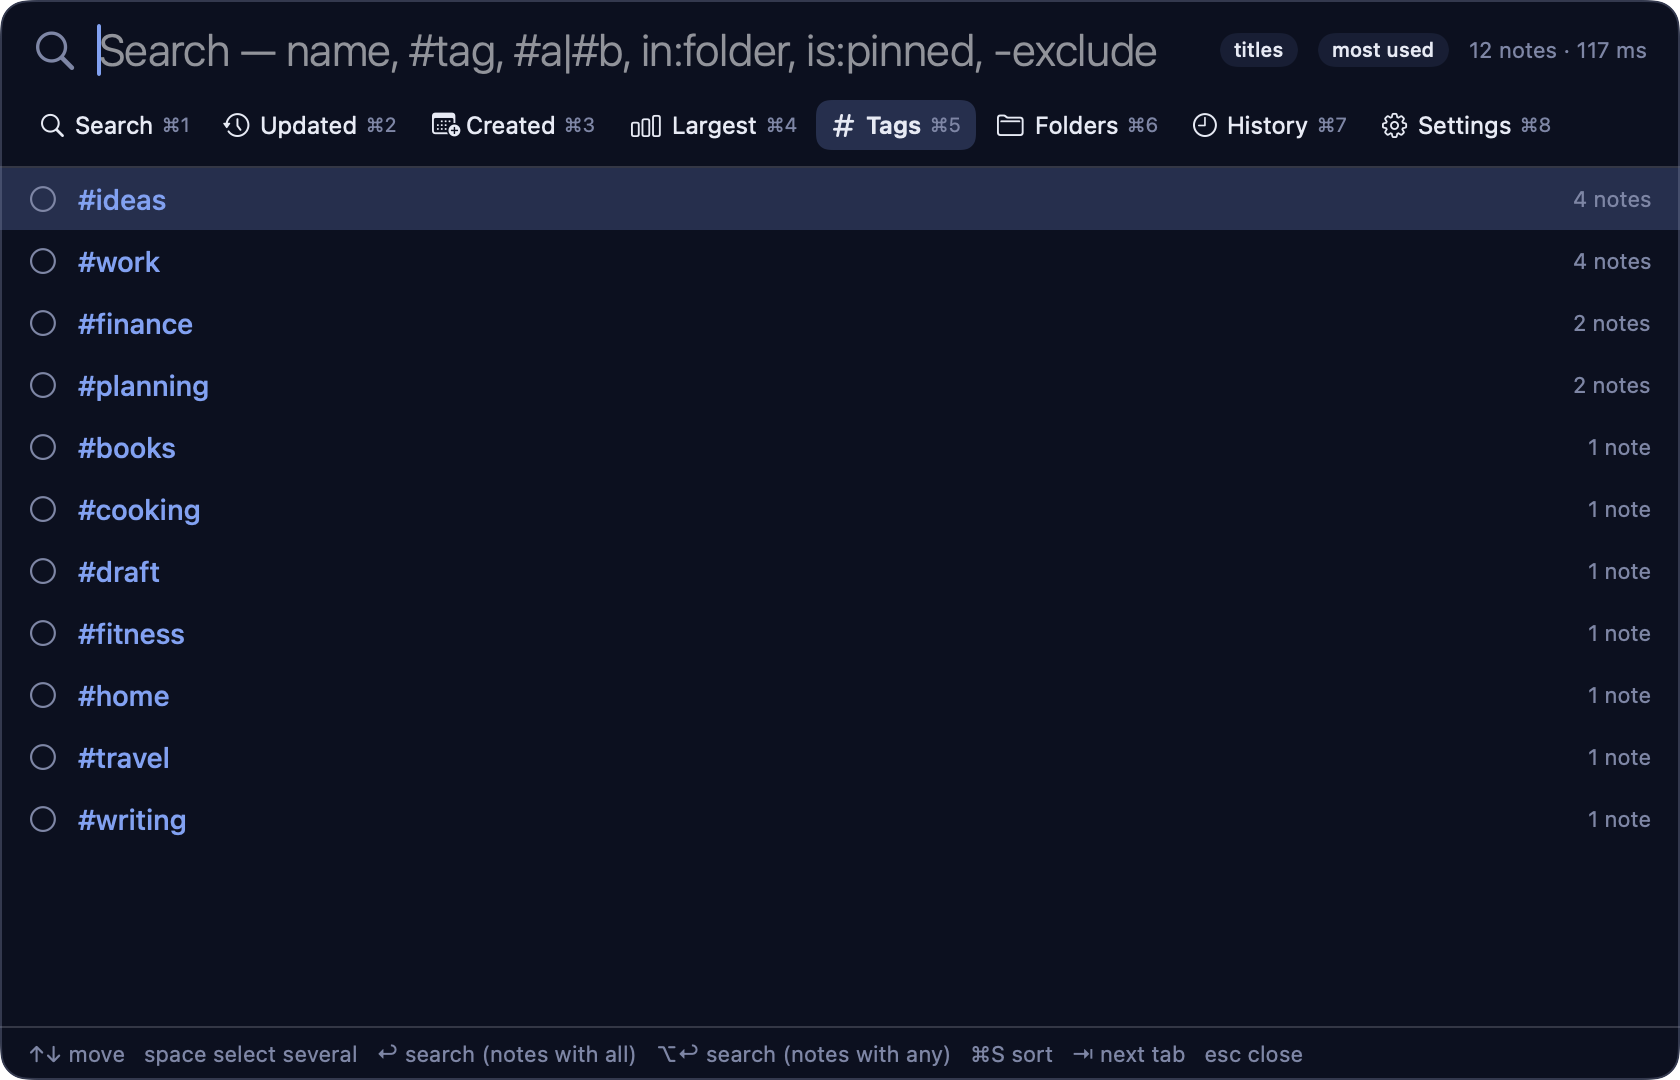 Search — name, #tag, #a|#b, in:folder, is:pinned, -exclude titles most used 12 notes · 117 ms
Search ⌘1 Updated ⌘2 Created ⌘3 Largest ⌘4 # Tags ⌘5 Folders ⌘6 History ⌘7 Settings ⌘8
#ideas 4 notes
#work 4 notes
#finance 2 notes
#planning 2 notes
#books 1 note
#cooking 1 note
#draft 1 note
#fitness 1 note
#home 1 note
#travel 1 note
#writing 1 note
↑↓ move space select several ↩ search (notes with all) ⌥↩ search (notes with any) ⌘S sort ⇥ next tab esc close